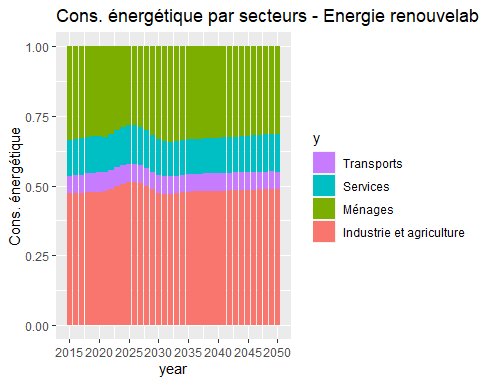 Cons. énergétique par secteurs - Energie renouvelab
Cons. énergétique
1.00
0.75
0.50
0.25
0.00
2015 2020 2025 2030 2035 2040 2045 2050
year
y
Transports
Services
Ménages
Industrie et agriculture